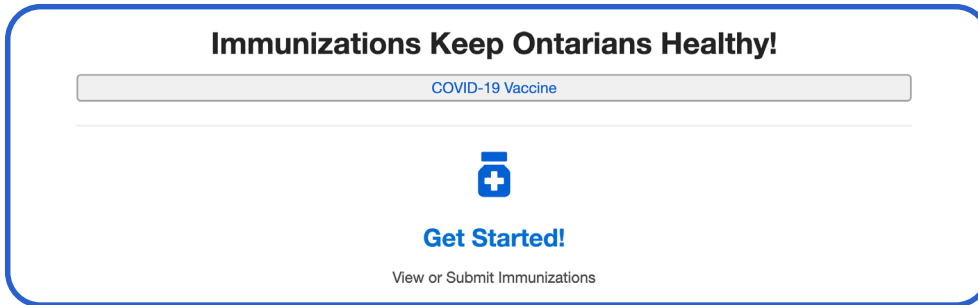 Immunizations Keep Ontarians Healthy!
COVID-19 Vaccine
Get Started!
View or Submit Immunizations